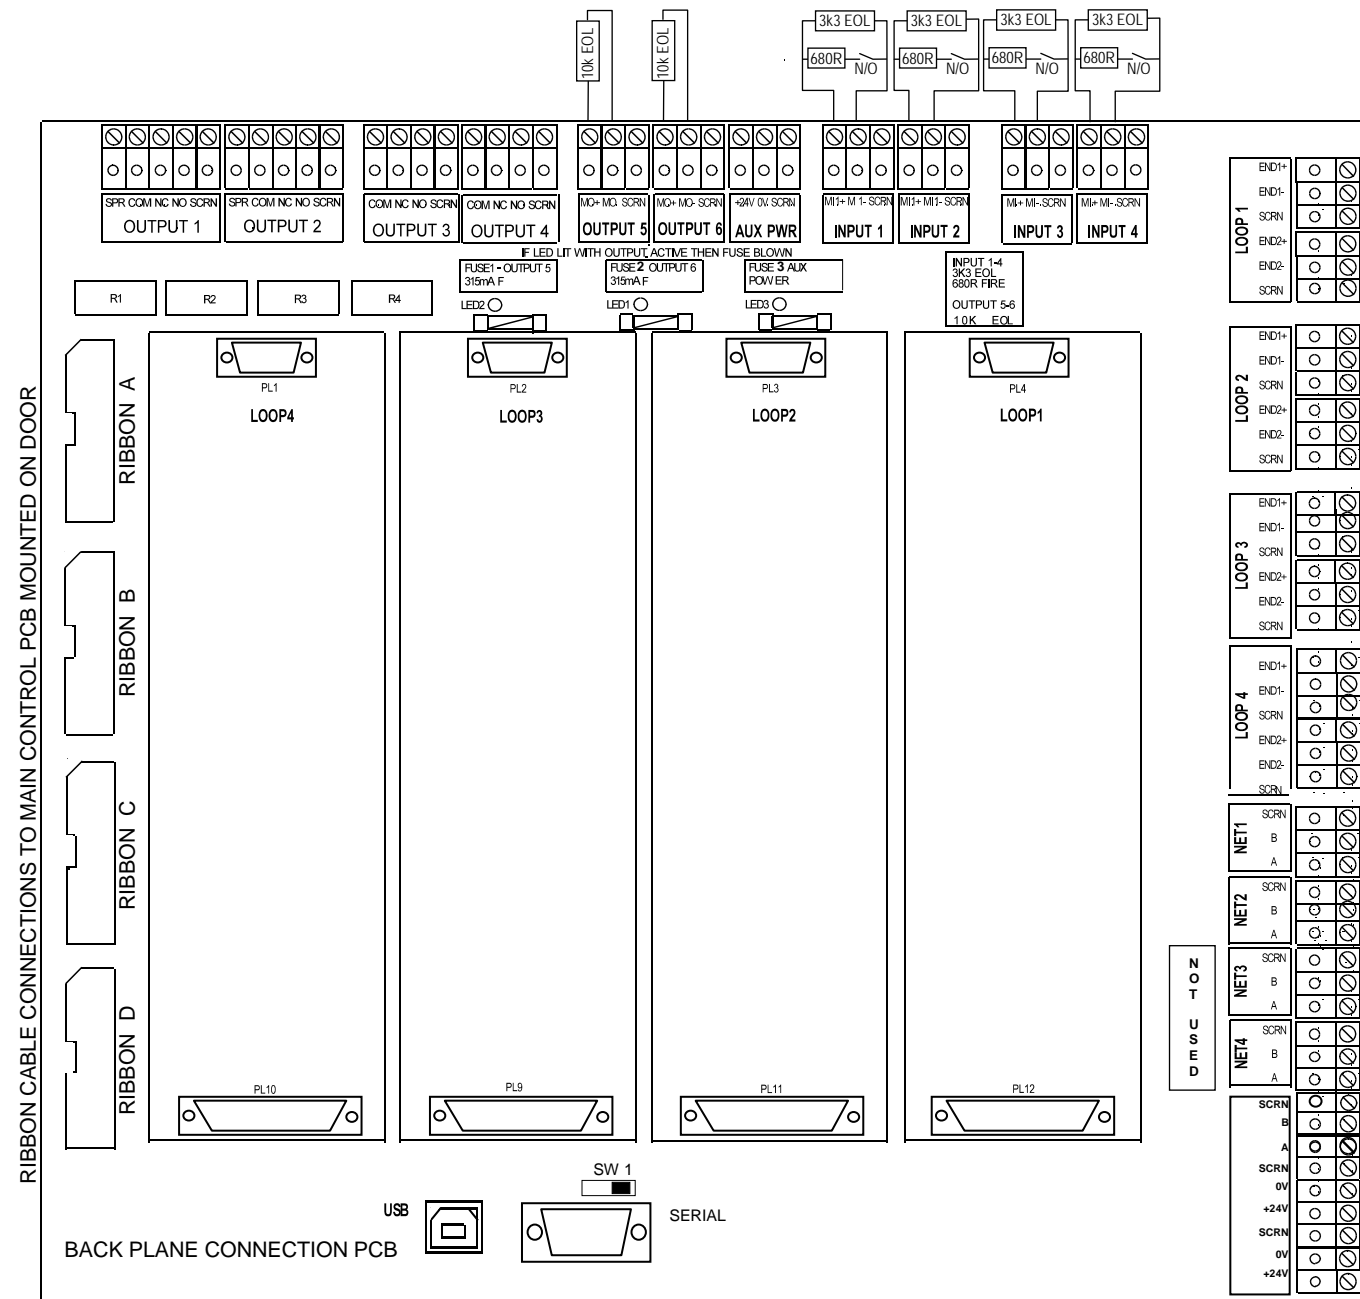 10k EOL
10k EOL
3k3 EOL
680R
N/O
3k3 EOL
680R
N/O
3k3 EOL
680R
N/O
3k3 EOL
680R
N/O
SPR COM NC NO SCRN
OUTPUT 1
SPR COM NC NO SCRN
OUTPUT 2
COM NC NO SCRN
OUTPUT 3
COM NC NO SCRN
OUTPUT 4
MO+ MO- SCRN
OUTPUT 5
MO+ MO- SCRN
OUTPUT 6
+24V 0V SCRN
AUX PWR
MI1+ M 1- SCRN
INPUT 1
MI1+ MI1- SCRN
INPUT 2
MI+ MI-.SCRN
INPUT 3
MI+ MI-.SCRN
INPUT 4
IF LED LIT WITH OUTPUT ACTIVE THEN FUSE BLOWN
FUSE1 - OUTPUT 5
315mA F
LED2
FUSE 2 OUTPUT 6
315mA F
LED1
FUSE 3 AUX
POWER
LED3
INPUT 1-4
3K3 EOL
680R FIRE
OUTPUT 5-6
10K EOL
R1
R2
R3
R4
PL1
LOOP4
PL2
LOOP3
PL3
LOOP2
PL4
LOOP1
RIBBON CABLE CONNECTIONS TO MAIN CONTROL PCB MOUNTED ON DOOR
RIBBON A
RIBBON B
RIBBON C
RIBBON D
PL10
PL9
PL11
PL12
SW 1
USB
SERIAL
BACK PLANE CONNECTION PCB
LOOP 1
END1+
END1-
SCRN
END2+
END2-
SCRN
LOOP 2
END1+
END1-
SCRN
END2+
END2-
SCRN
LOOP 3
END1+
END1-
SCRN
END2+
END2-
SCRN
LOOP 4
END1+
END1-
SCRN
END2+
END2-
SCRN
NET1
SCRN
B
A
NET2
SCRN
B
A
NOT USED
NET3
SCRN
B
A
NET4
SCRN
B
A
SCRN
B
A
SCRN
0V
+24V
SCRN
0V
+24V